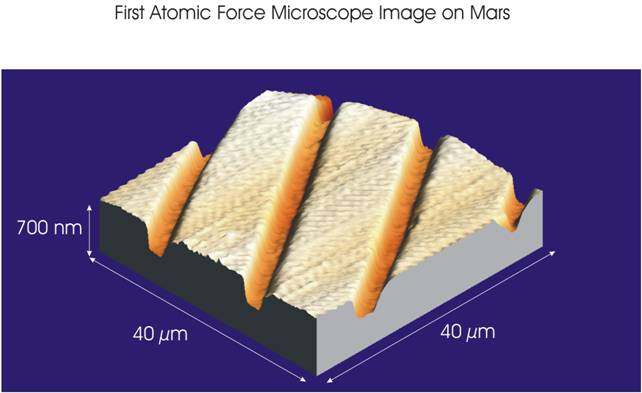 First Atomic Force Microscope Image on Mars
700 nm
40 µm
40 µm